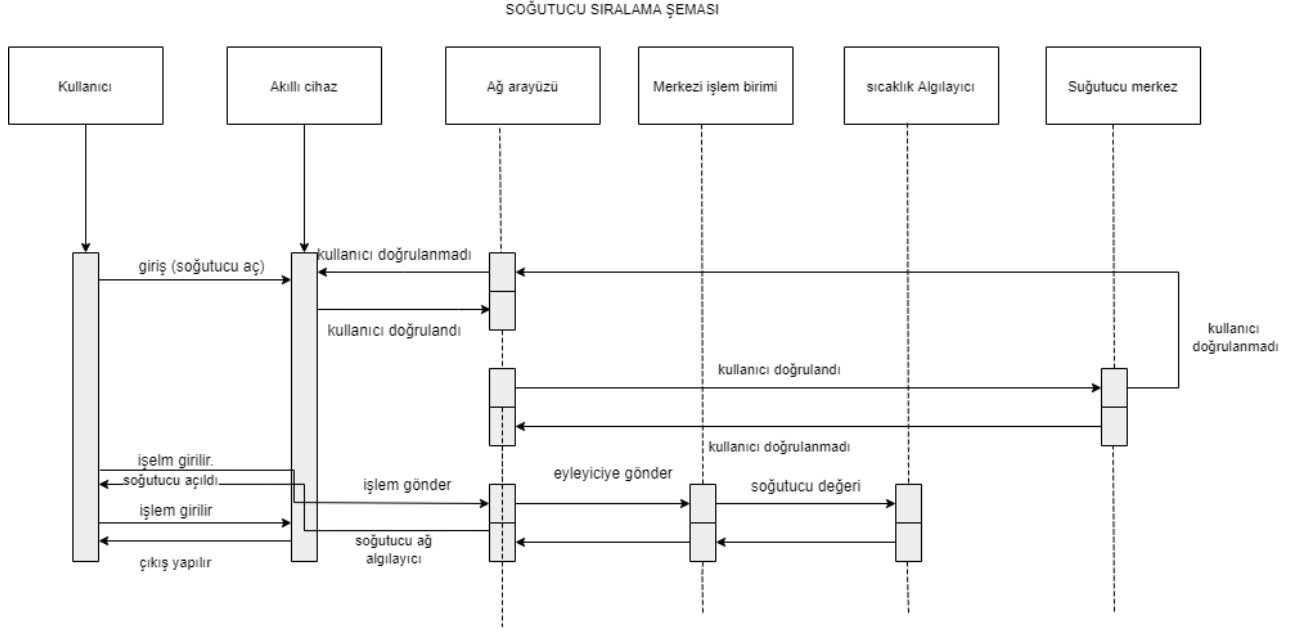 SOĞUTUCU SIRALAMA ŞEMASI
Kullanıcı
Akıllı cihaz
Ağ arayüzü
Merkezi işlem birimi
sıcaklık Algılayıcı
Suğutucu merkez
kullanıcı doğrulanmadı
giriş (soğutucu aç)
kullanıcı doğrulandı
kullanıcı
doğrulanmadı
kullanıcı doğrulandı
kullanıcı doğrulanmadı
işelm girilir.
soğutucu açıldı
işlem gönder
eyleyiciye gönder
soğutucu değeri
işlem girilir
soğutucu ağ
algılayıcı
çıkış yapılır